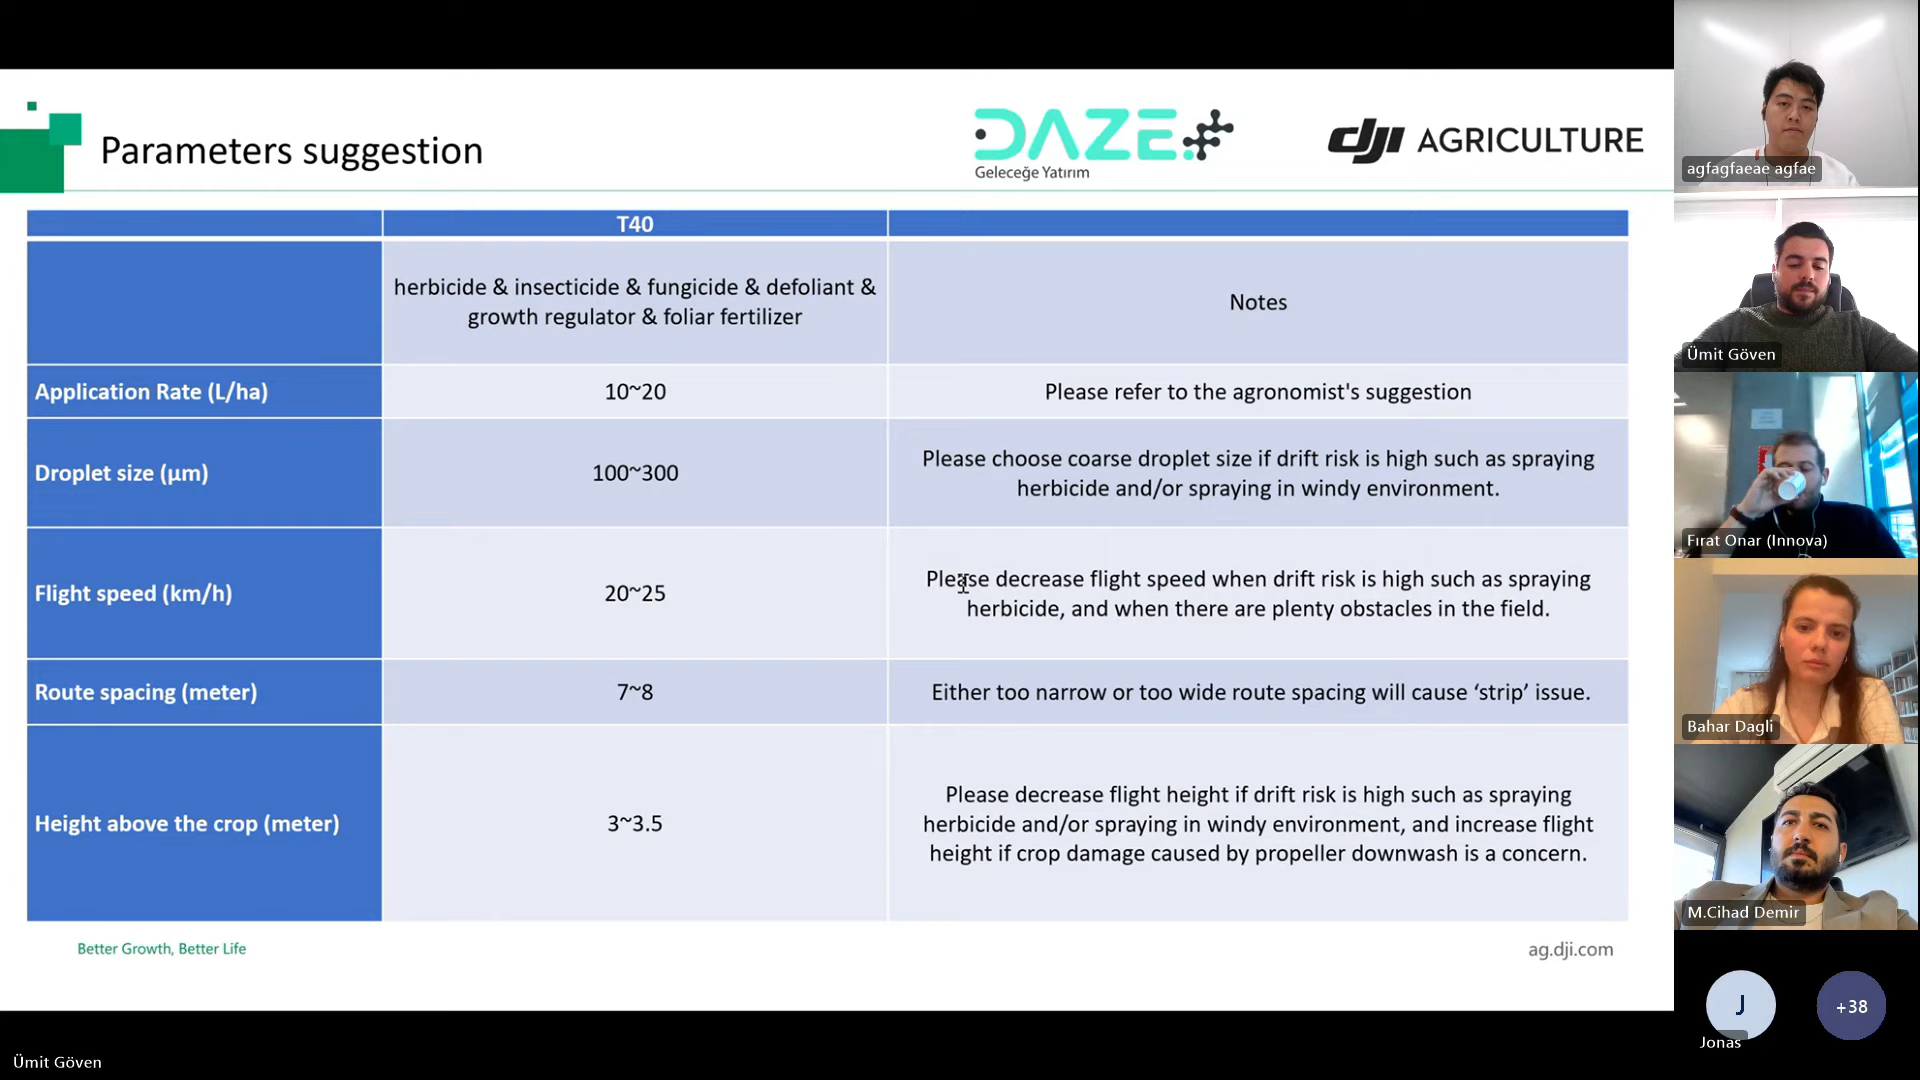 Parameters suggestion
DAZE
Geleceğe Yatırım
dji AGRICULTURE
T40
herbicide & insecticide & fungicide & defoliant &
growth regulator & foliar fertilizer
Notes
Application Rate (L/ha)
10~20
Please refer to the agronomist's suggestion
Droplet size (μm)
100~300
Please choose coarse droplet size if drift risk is high such as spraying
herbicide and/or spraying in windy environment.
Flight speed (km/h)
20~25
Please decrease flight speed when drift risk is high such as spraying
herbicide, and when there are plenty obstacles in the field.
Route spacing (meter)
7~8
Either too narrow or too wide route spacing will cause ‘strip’ issue.
Height above the crop (meter)
3~3.5
Please decrease flight height if drift risk is high such as spraying
herbicide and/or spraying in windy environment, and increase flight
height if crop damage caused by propeller downwash is a concern.
Better Growth, Better Life
ag.dji.com
Ümit Göven
agfagfaeae agfae
Ümit Göven
Fırat Onar (Innova)
Bahar Dagli
M.Cihad Demir
J
Jonas
+38